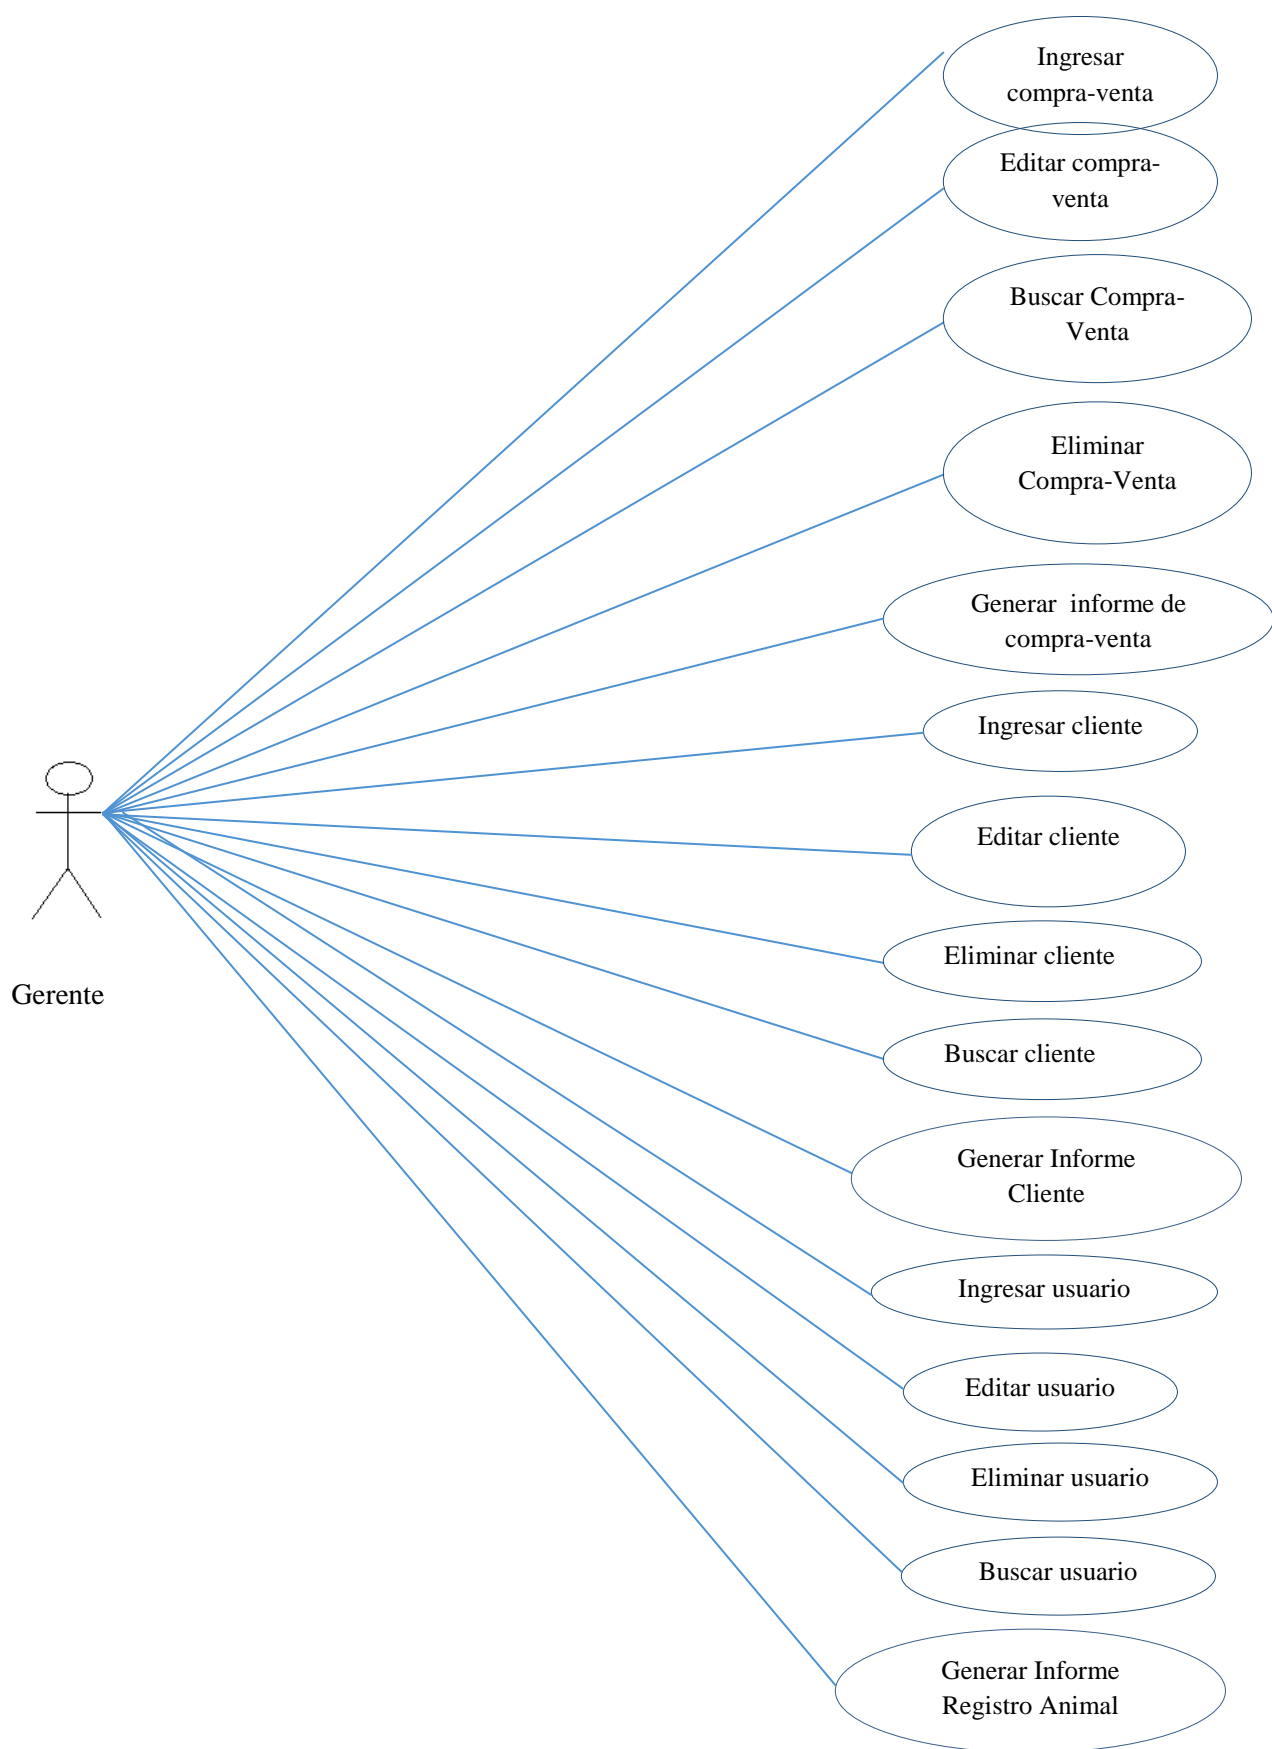 Ingresar
compra-venta
Editar compra-
venta
Buscar Compra-
Venta
Eliminar
Compra-Venta
Generar  informe de
compra-venta
Ingresar cliente
Editar cliente
Eliminar cliente
Gerente
Buscar cliente
Generar Informe
Cliente
Ingresar usuario
Editar usuario
Eliminar usuario
Buscar usuario
Generar Informe
Registro Animal